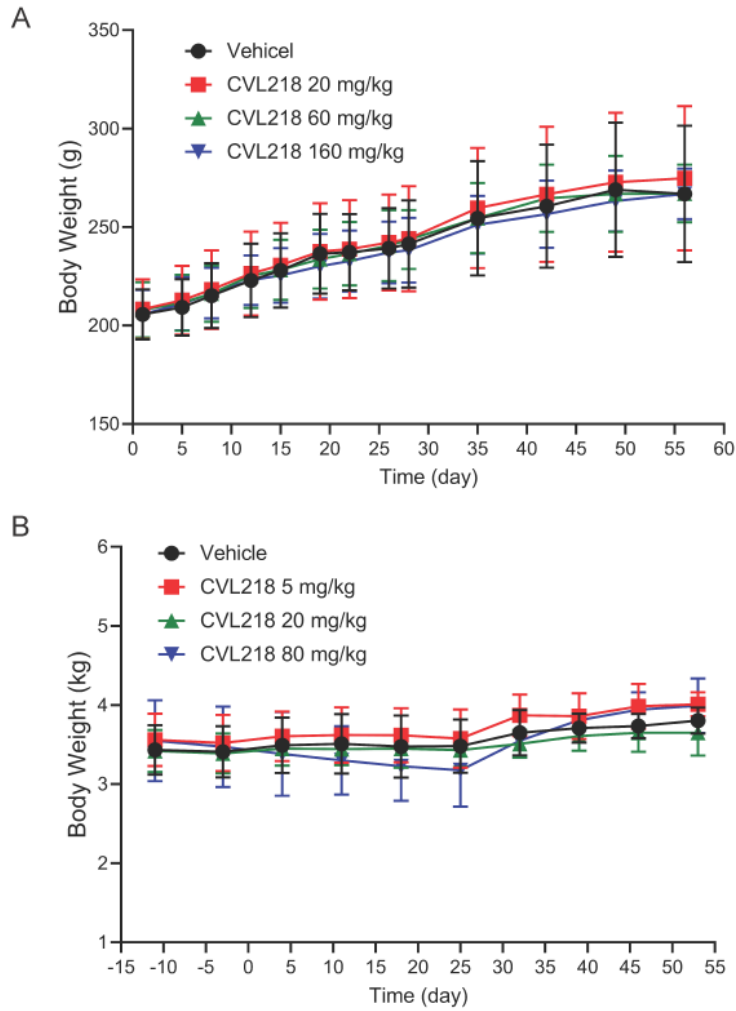 A
350
300
250
200
150
Body Weight (g)
Vehicel
CVL218 20 mg/kg
CVL218 60 mg/kg
CVL218 160 mg/kg
0 5 10 15 20 25 30 35 40 45 50 55 60
Time (day)
B
6
5
4
3
2
1
Body Weight (kg)
Vehicle
CVL218 5 mg/kg
CVL218 20 mg/kg
CVL218 80 mg/kg
-15 -10 -5 0 5 10 15 20 25 30 35 40 45 50 55
Time (day)